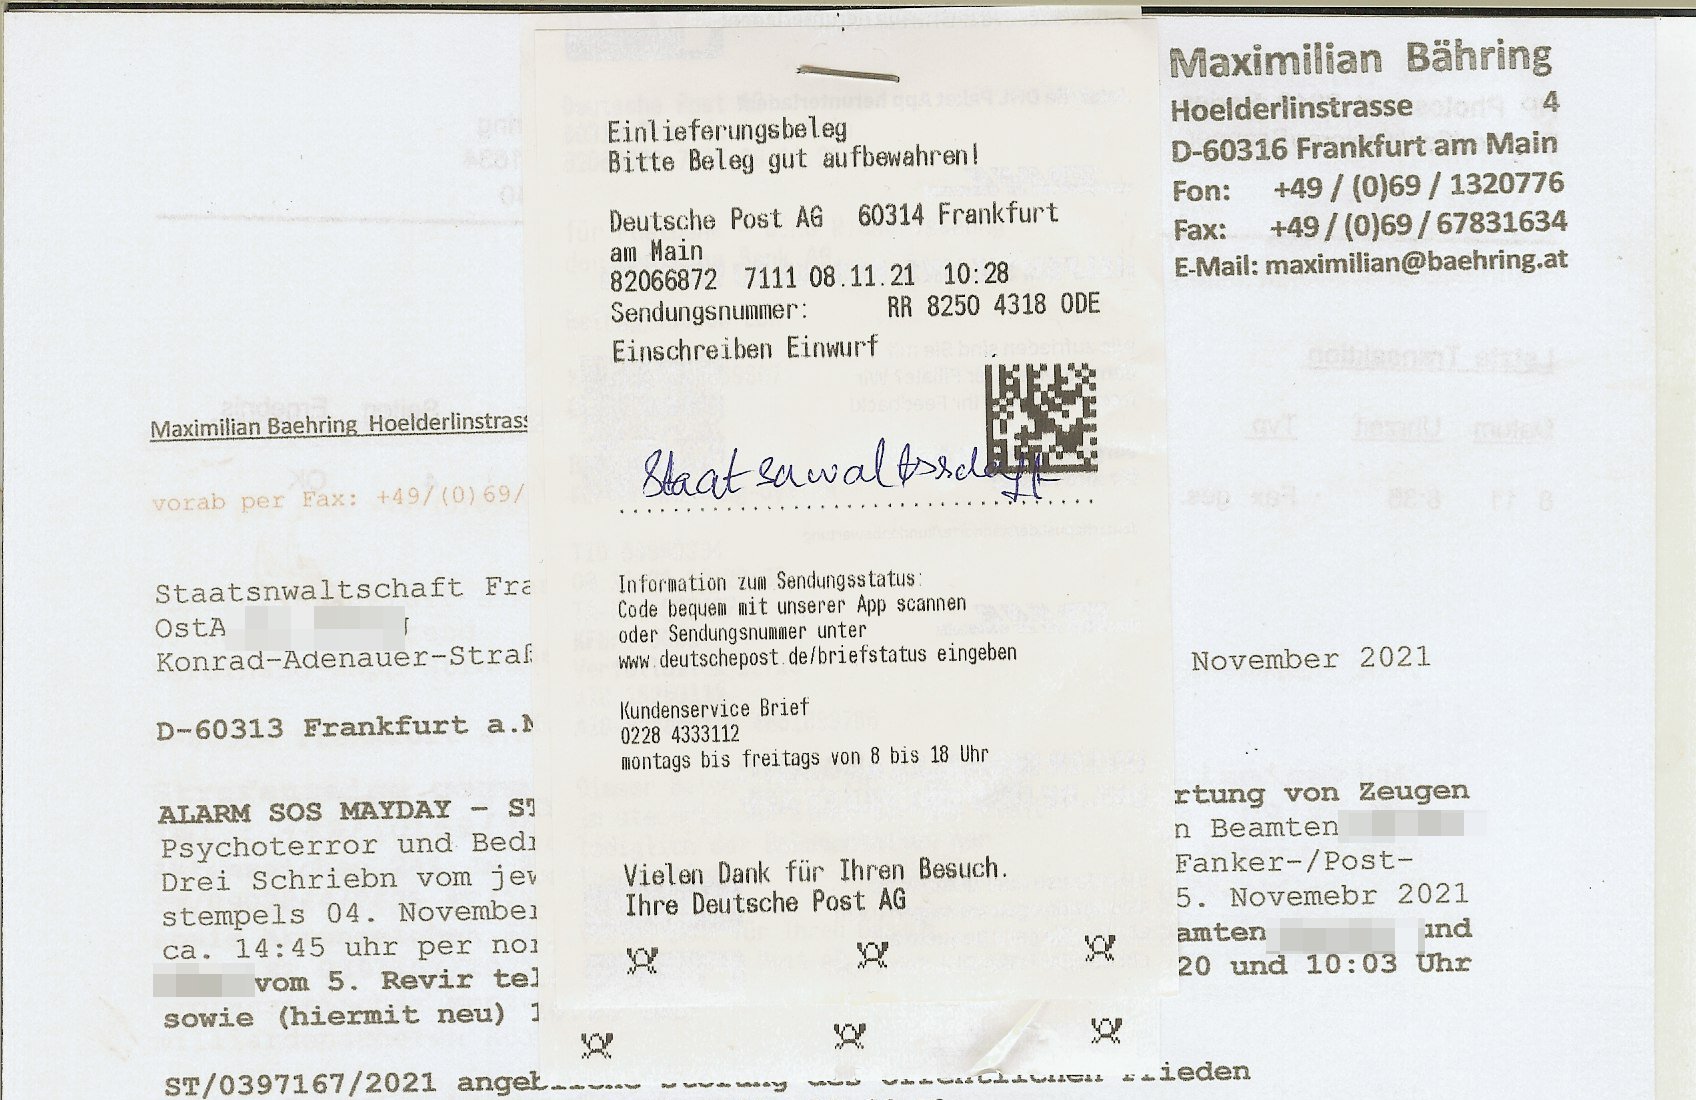 Maximilian Bähring
Hoelderlinstrasse 4
D-60316 Frankfurt am Main
Fon: +49 / (0)69 / 1320776
Fax: +49 / (0)69 / 67831634
E-Mail: maximilian@baehring.at
Einlieferungsbeleg
Bitte Beleg gut aufbewahren!
Deutsche Post AG 60314 Frankfurt
am Main
82066872 7111 08.11.21 10:28
Sendungsnummer: RR 8250 4318 0DE
Einschreiben Einwurf
Staatsanwaltsschaft
Information zum Sendungsstatus:
Code bequem mit unserer App scannen
oder Sendungsnummer unter
www.deutschepost.de/briefstatus eingeben
Kundenservice Brief
0228 4333112
montags bis freitags von 8 bis 18 Uhr
Vielen Dank für Ihren Besuch.
Ihre Deutsche Post AG
Maximilian Baehring Hoelderlinstrass
vorab per Fax: +49/(0)69/
Staatsnwaltschaft Fra
OstA
Konrad-Adenauer-Straß
November 2021
D-60313 Frankfurt a.M
ALARM SOS MAYDAY - ST rtung von Zeugen
Psychoterror und Bedr n Beamten
Drei Schriebn vom jew Fanker-/Post-
stempels 04. November 5. Novemebr 2021
ca. 14:45 uhr per nor amten und
vom 5. Revir tel 20 und 10:03 Uhr
sowie (hiermit neu) 1
ST/0397167/2021 angebliche Störung des öffentlichen Frieden